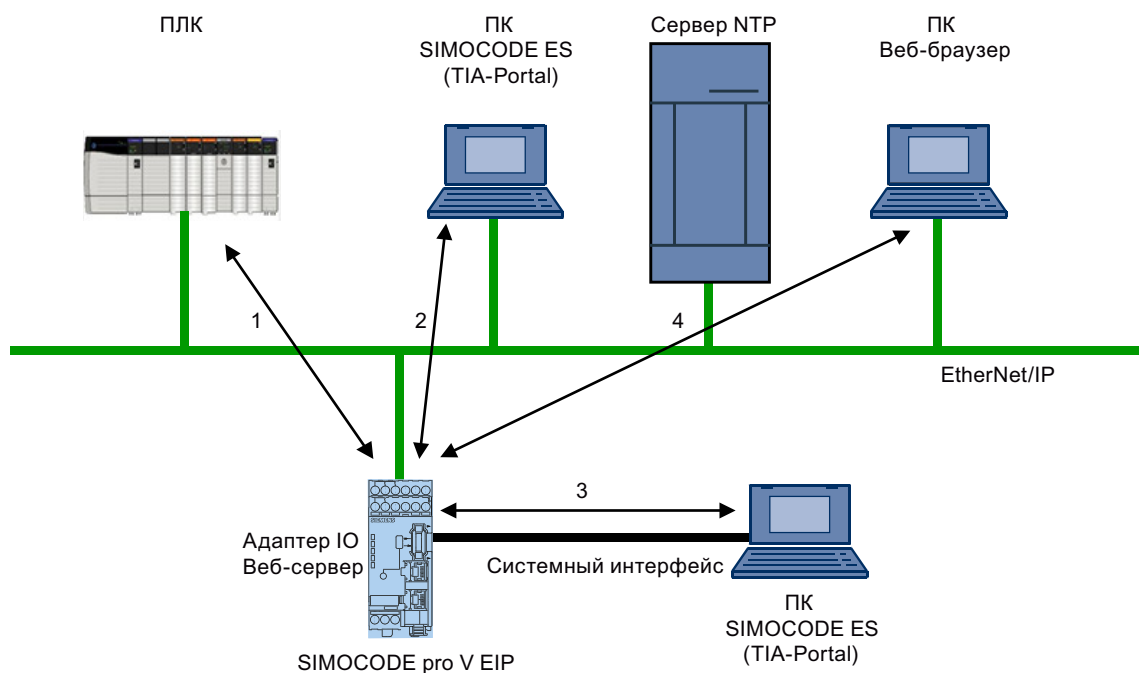 ПЛК
ПК
SIMOCODE ES
(TIA-Portal)
Сервер NTP
ПК
Веб-браузер
1
2
4
EtherNet/IP
3
SIEMENS
Адаптер IO
Веб-сервер
Системный интерфейс
ПК
SIMOCODE ES
(TIA-Portal)
SIMOCODE pro V EIP